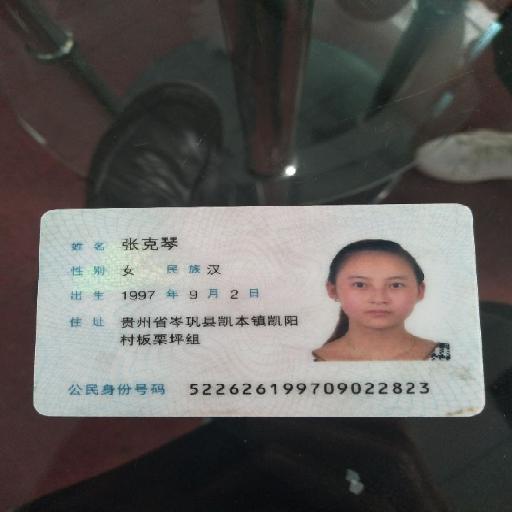 姓名 张克琴
性别 女 民族 汉
出生 1997 年 9 月 2 日
住址 贵州省岑巩县凯本镇凯阳
村板栗坪组
公民身份号码 522626199709022823